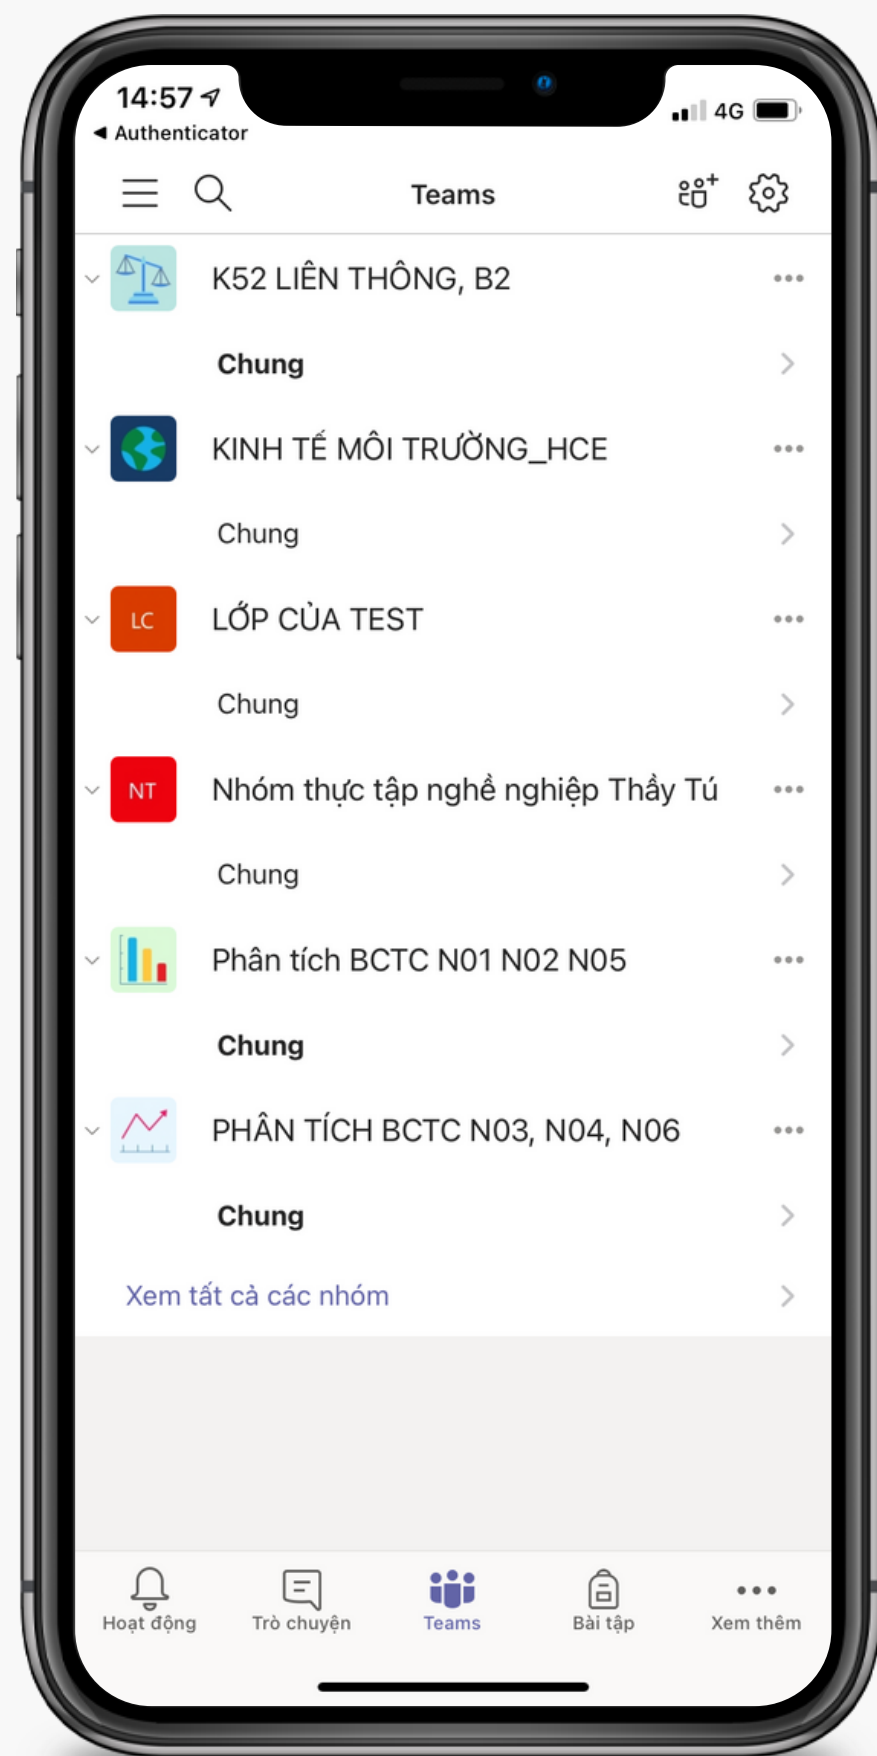 14:57
◀ Authenticator
4G
Teams
K52 LIÊN THÔNG, B2
Chung
KINH TẾ MÔI TRƯỜNG_HCE
Chung
LC
LỚP CỦA TEST
Chung
NT
Nhóm thực tập nghề nghiệp Thầy Tú
Chung
Phân tích BCTC N01 N02 N05
Chung
PHÂN TÍCH BCTC N03, N04, N06
Chung
Xem tất cả các nhóm
Hoạt động
Trò chuyện
Teams
Bài tập
Xem thêm